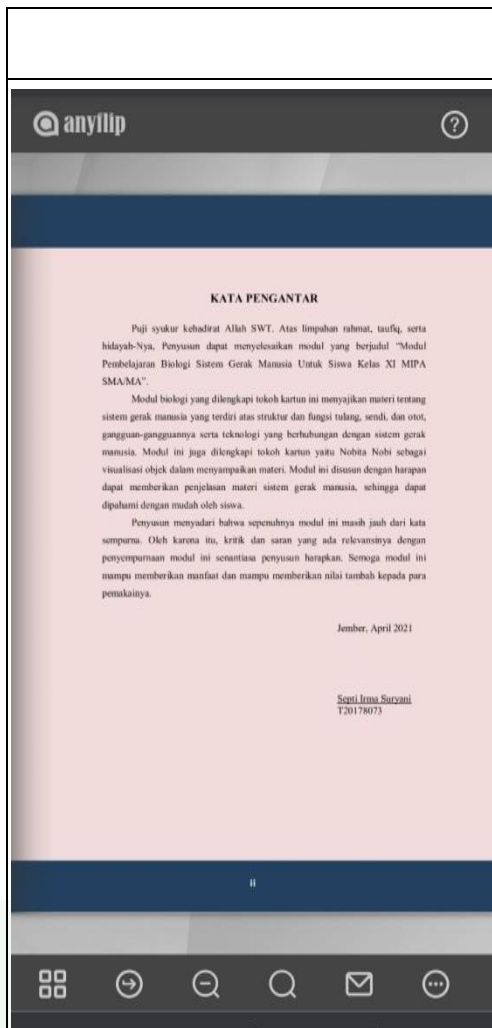 anyflip
?
KATA PENGANTAR
Puji syukur kehadirat Allah SWT. Atas limpahan rahmat, taufiq, serta
hidayah-Nya, Penyusun dapat menyelesaikan modul yang berjudul “Modul
Pembelajaran Biologi Sistem Gerak Manusia Untuk Siswa Kelas XI MIPA
SMA/MA”.
Modul biologi yang dilengkapi tokoh kartun ini menyajikan materi tentang
sistem gerak manusia yang terdiri atas struktur dan fungsi tulang, sendi, dan otot,
gangguan-gangguannya serta teknologi yang berhubungan dengan sistem gerak
manusia. Modul ini juga dilengkapi tokoh kartun yaitu Nobita Nobi sebagai
visualisasi objek dalam menyampaikan materi. Modul ini disusun dengan harapan
dapat memberikan penjelasan materi sistem gerak manusia, sehingga dapat
dipahami dengan mudah oleh siswa.
Penyusun menyadari bahwa sepenuhnya modul ini masih jauh dari kata
sempurna. Oleh karena itu, kritik dan saran yang ada relevansinya dengan
penyempurnaan modul ini senantiasa penyusun harapkan. Semoga modul ini
mampu memberikan manfaat dan mampu memberikan nilai tambah kepada para
pemakainya.
Jember, April 2021
Septi Irma Suryani
T20178073
ii